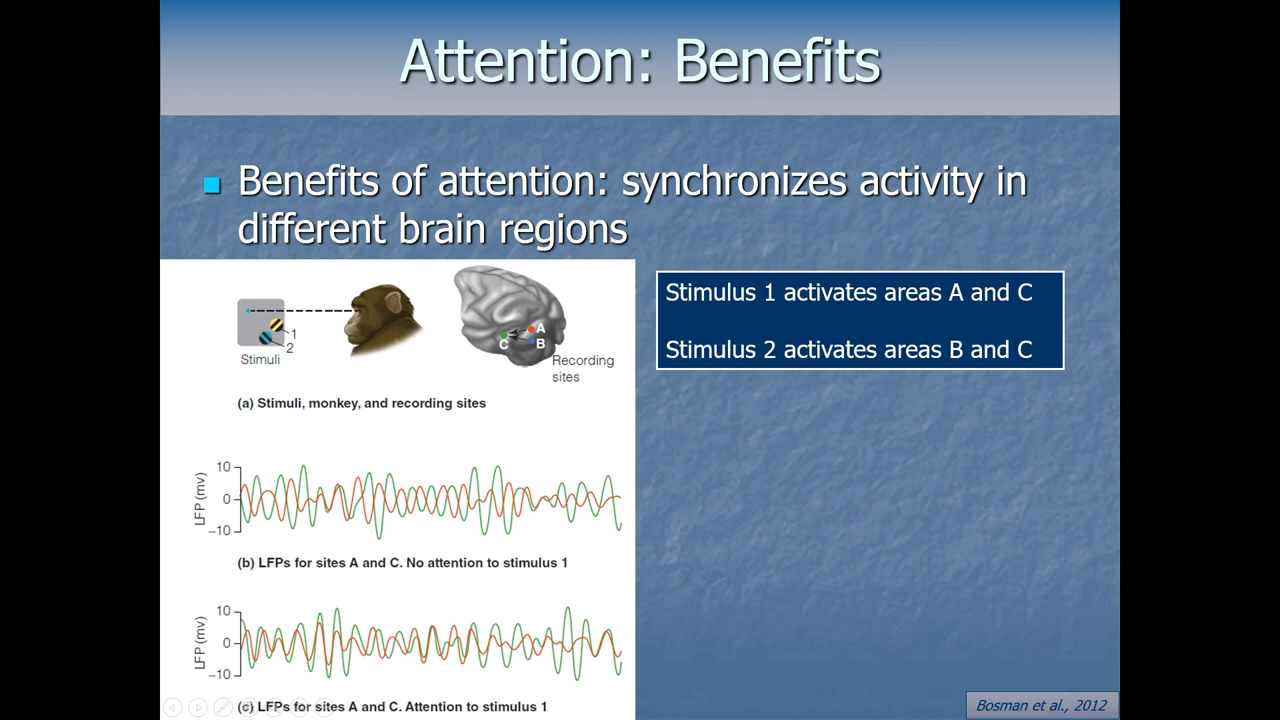 Attention: Benefits
Benefits of attention: synchronizes activity in
different brain regions
Stimulus 1 activates areas A and C
Stimulus 2 activates areas B and C
1
2
Stimuli
A
B
C
Recording
sites
(a) Stimuli, monkey, and recording sites
LFP (mv)
10
0
–10
(b) LFPs for sites A and C. No attention to stimulus 1
LFP (mv)
10
0
–10
(c) LFPs for sites A and C. Attention to stimulus 1
Bosman et al., 2012